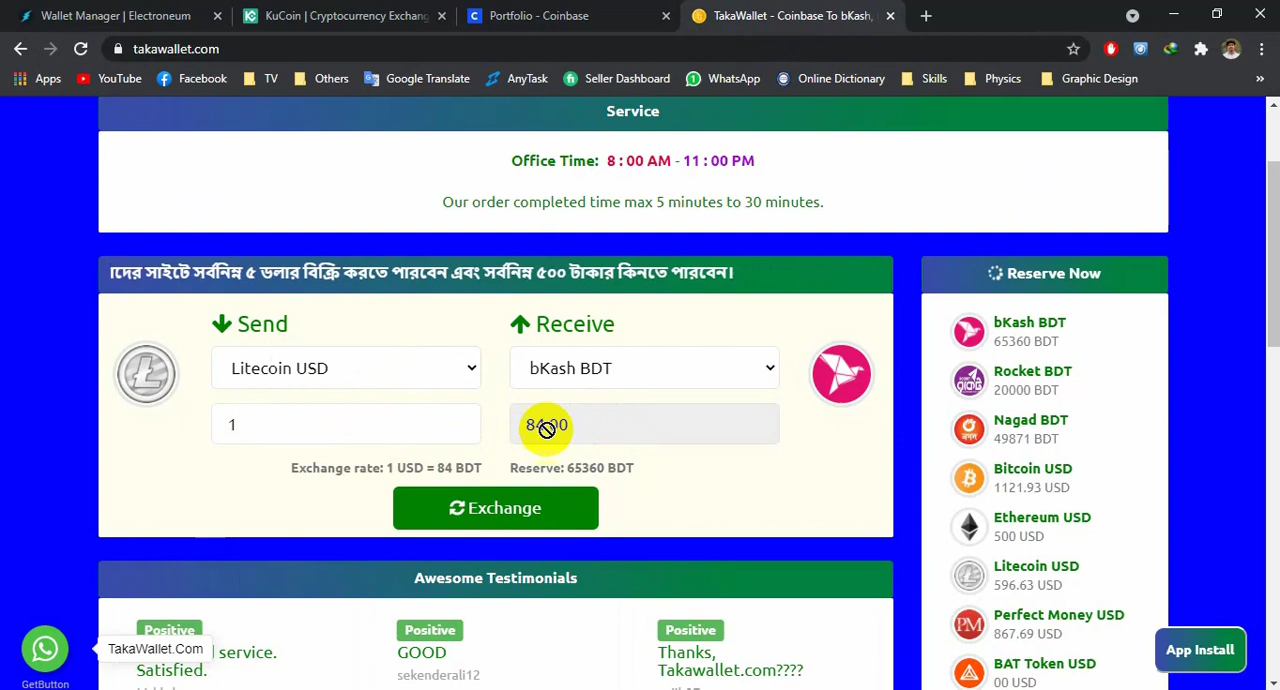 Wallet Manager | Electroneum
KuCoin | Cryptocurrency Exchang
Portfolio - Coinbase
TakaWallet - Coinbase To bKash,
takawallet.com
Apps YouTube Facebook TV Others Google Translate AnyTask Seller Dashboard WhatsApp Online Dictionary Skills Physics Graphic Design »
Service
Office Time: 8 : 00 AM - 11 : 00 PM
Our order completed time max 5 minutes to 30 minutes.
াদের সাইটে সর্বনিন্ন ৫ ডলার বিক্রি করতে পারবেন এবং সর্বনিন্ন ৫০০ টাকার কিনতে পারবেন।
Send
Receive
Litecoin USD
bKash BDT
1
84.00
Exchange rate: 1 USD = 84 BDT
Reserve: 65360 BDT
Exchange
Reserve Now
bKash BDT
65360 BDT
Rocket BDT
20000 BDT
Nagad BDT
49871 BDT
Bitcoin USD
1121.93 USD
Ethereum USD
500 USD
Litecoin USD
596.63 USD
Perfect Money USD
867.69 USD
BAT Token USD
00 USD
Awesome Testimonials
Positive
service.
Satisfied.
Positive
GOOD
sekenderali12
Positive
Thanks,
Takawallet.com????
TakaWallet.Com
GetButton
App Install